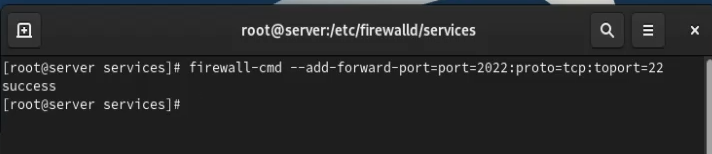 root@server:/etc/firewalld/services
[root@server services]# firewall-cmd --add-forward-port=port=2022:proto=tcp:toport=22
success
[root@server services]#